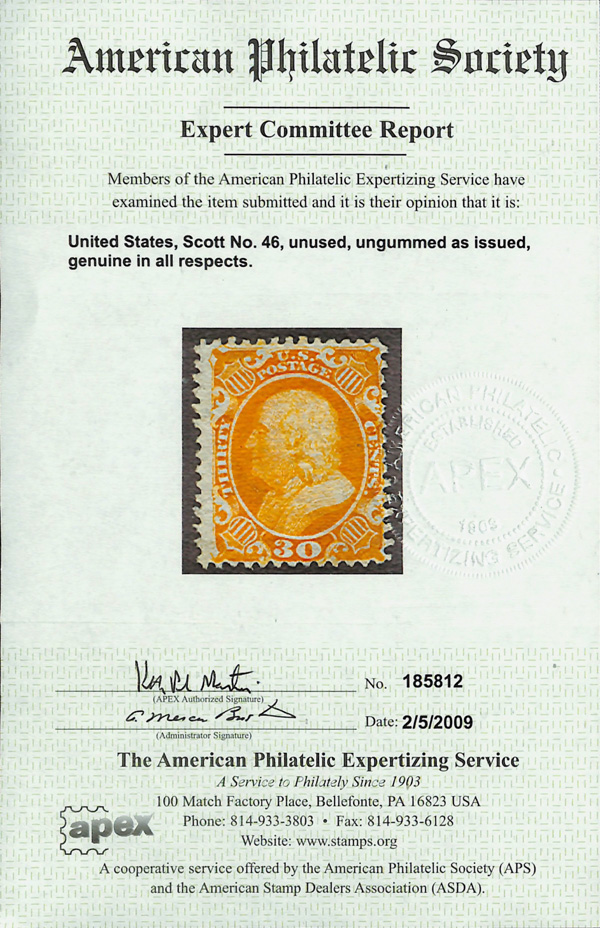 American Philatelic Society
Expert Committee Report
Members of the American Philatelic Expertizing Service have
examined the item submitted and it is their opinion that it is:
United States, Scott No. 46, unused, ungummed as issued,
genuine in all respects.
U.S.
POSTAGE
THIRTY
CENTS
30
AMERICAN PHILATELIC
ESTABLISHED
APEX
1903
EXPERTIZING SERVICE
(APEX Authorized Signature)
No. 185812
(Administrator Signature)
Date: 2/5/2009
The American Philatelic Expertizing Service
A Service to Philately Since 1903
100 Match Factory Place, Bellefonte, PA 16823 USA
Phone: 814-933-3803 • Fax: 814-933-6128
Website: www.stamps.org
apex
A cooperative service offered by the American Philatelic Society (APS)
and the American Stamp Dealers Association (ASDA).